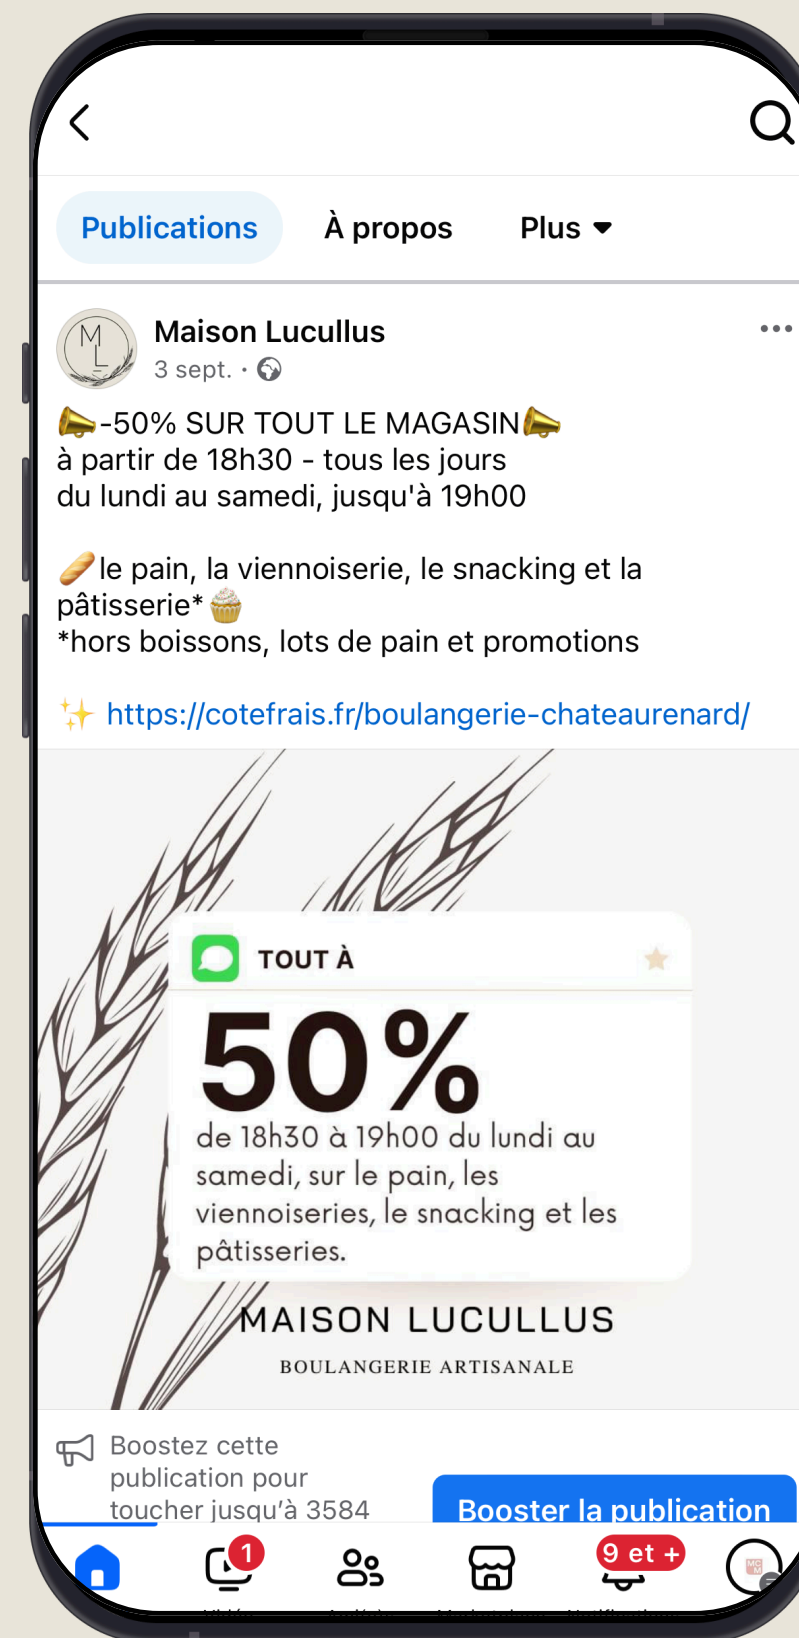 Publications À propos Plus
ML
Maison Lucullus
3 sept. ·
-50% SUR TOUT LE MAGASIN
à partir de 18h30 - tous les jours
du lundi au samedi, jusqu'à 19h00
le pain, la viennoiserie, le snacking et la
pâtisserie*
*hors boissons, lots de pain et promotions
https://cotefrais.fr/boulangerie-chateaurenard/
TOUT À
50%
de 18h30 à 19h00 du lundi au
samedi, sur le pain, les
viennoiseries, le snacking et les
pâtisseries.
MAISON LUCULLUS
BOULANGERIE ARTISANALE
Boostez cette
publication pour
toucher jusqu'à 3584
Booster la publication
1
9 et +